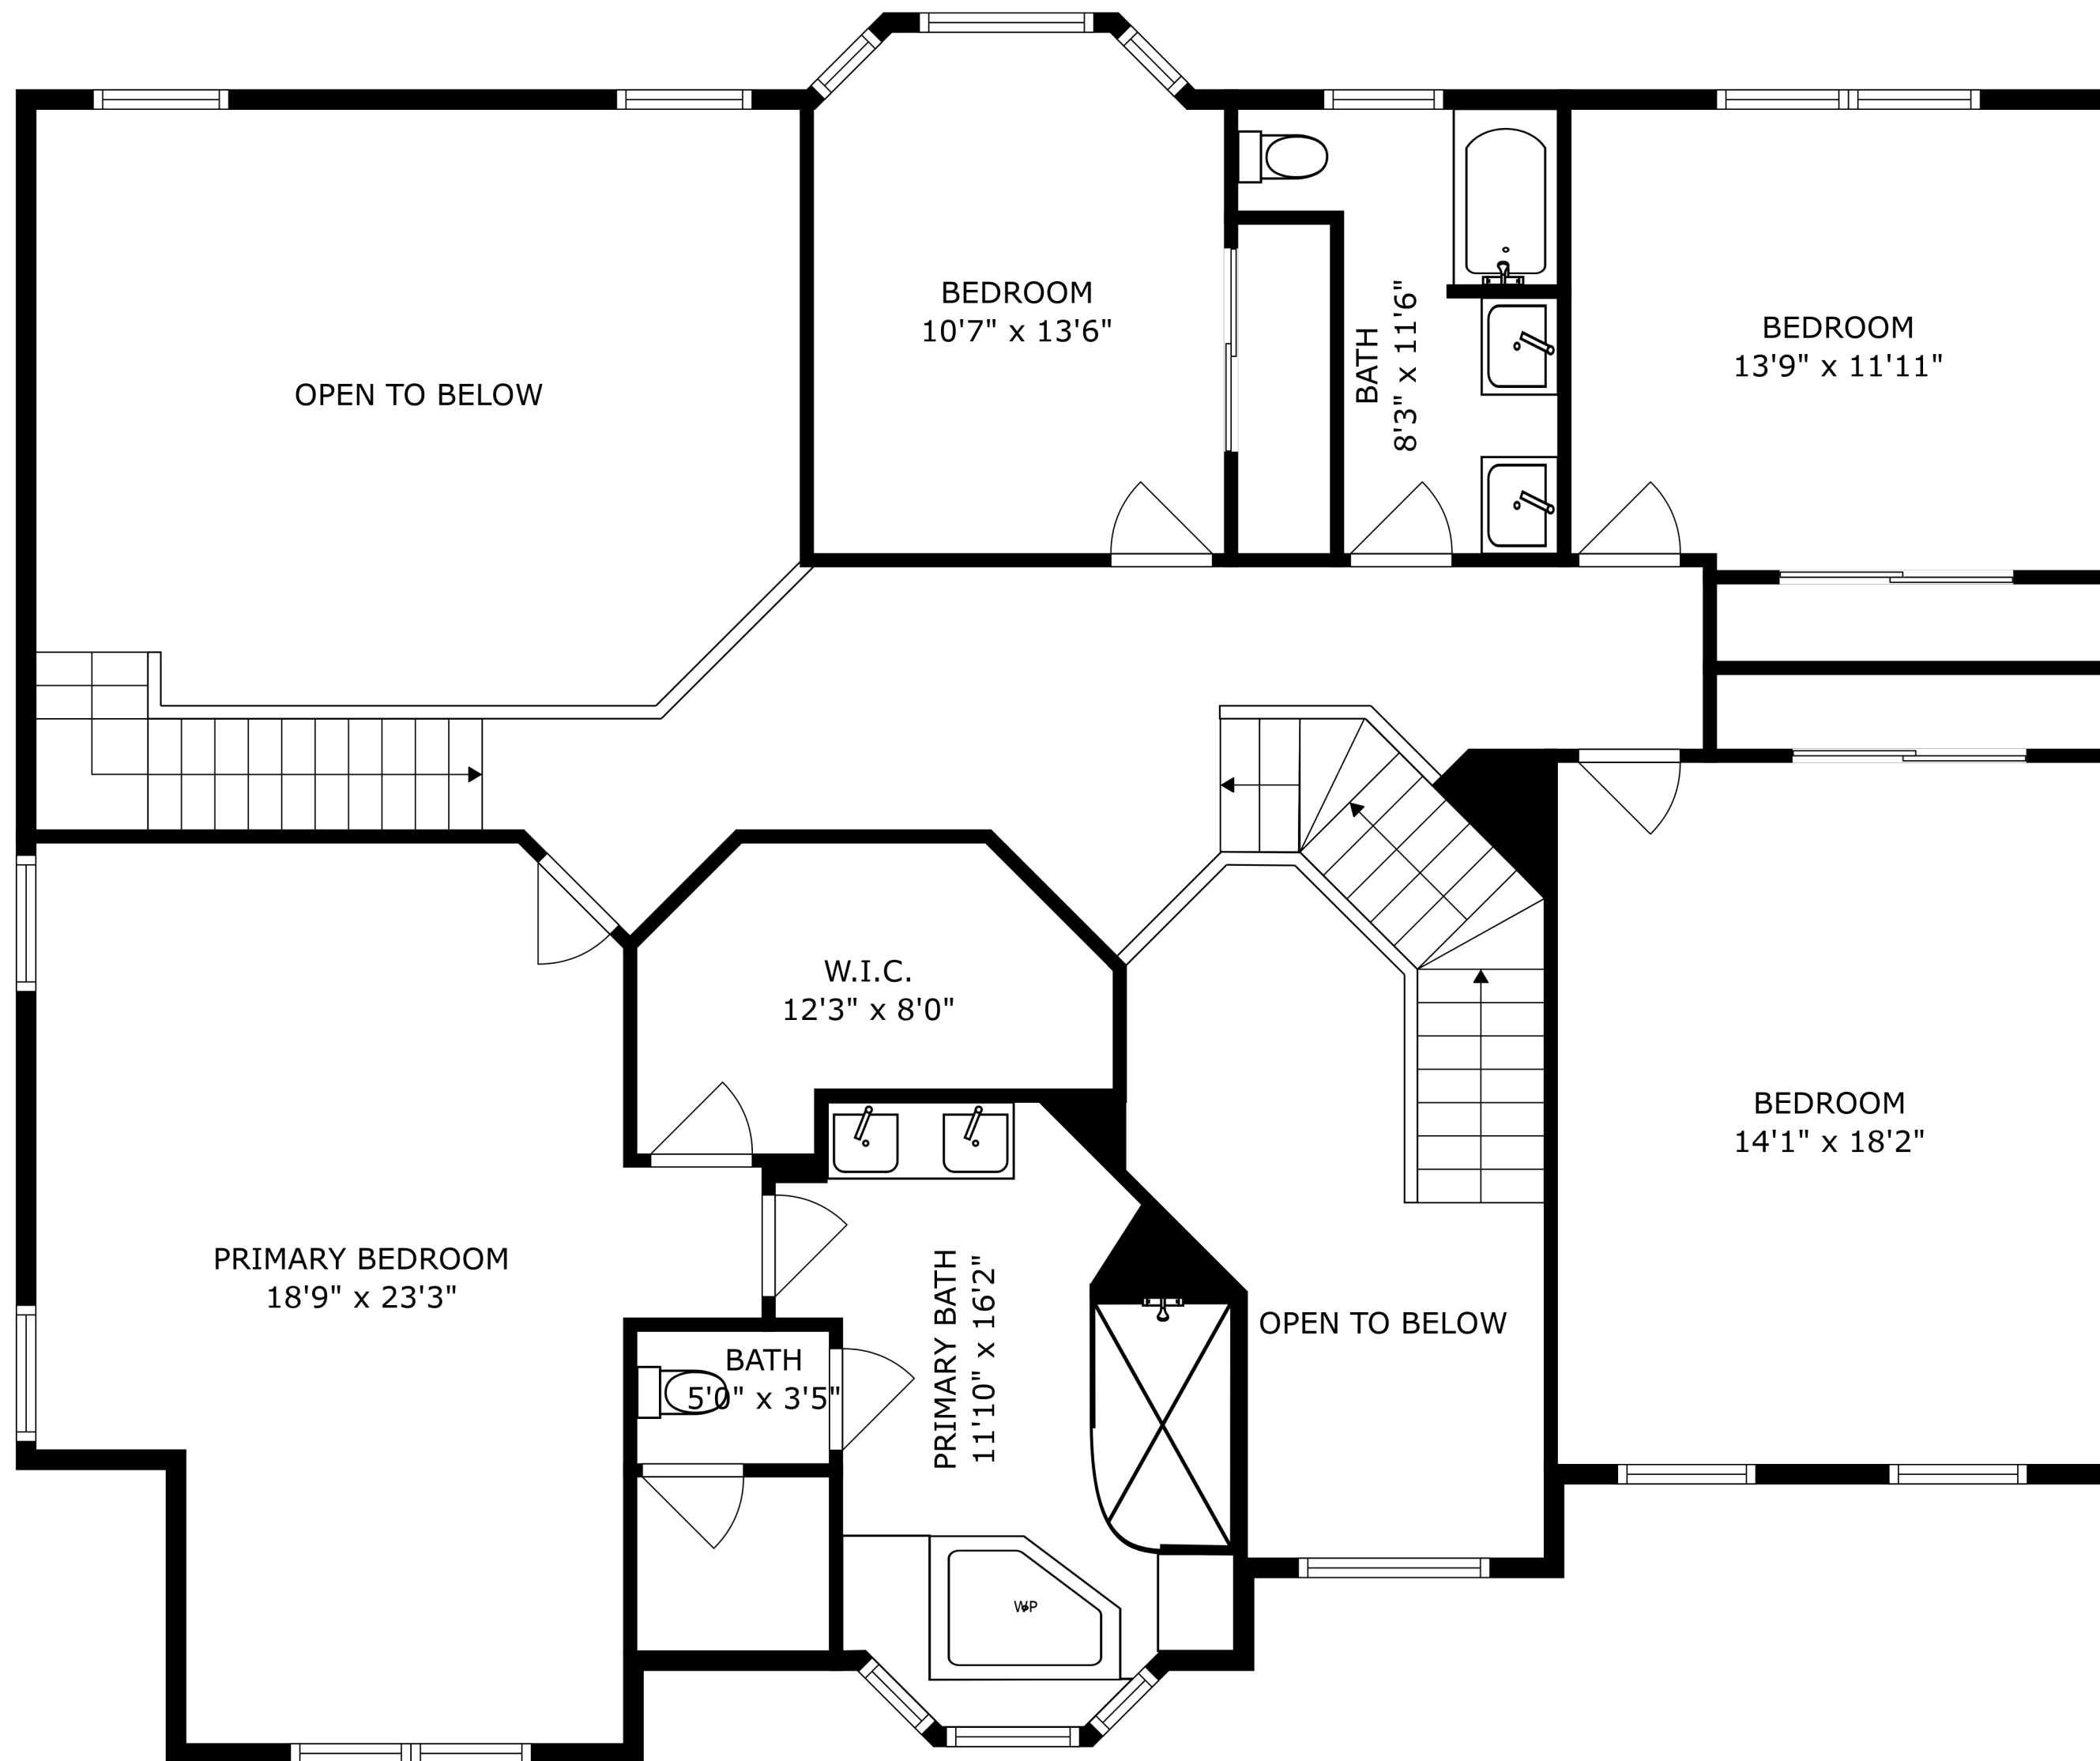 BEDROOM
10'7" x 13'6"
BATH
8'3" x 11'6"
BEDROOM
13'9" x 11'11"
OPEN TO BELOW
W.I.C.
12'3" x 8'0"
BEDROOM
14'1" x 18'2"
PRIMARY BEDROOM
18'9" x 23'3"
PRIMARY BATH
11'10" x 16'2"
OPEN TO BELOW
BATH
5'0" x 3'5"
WP